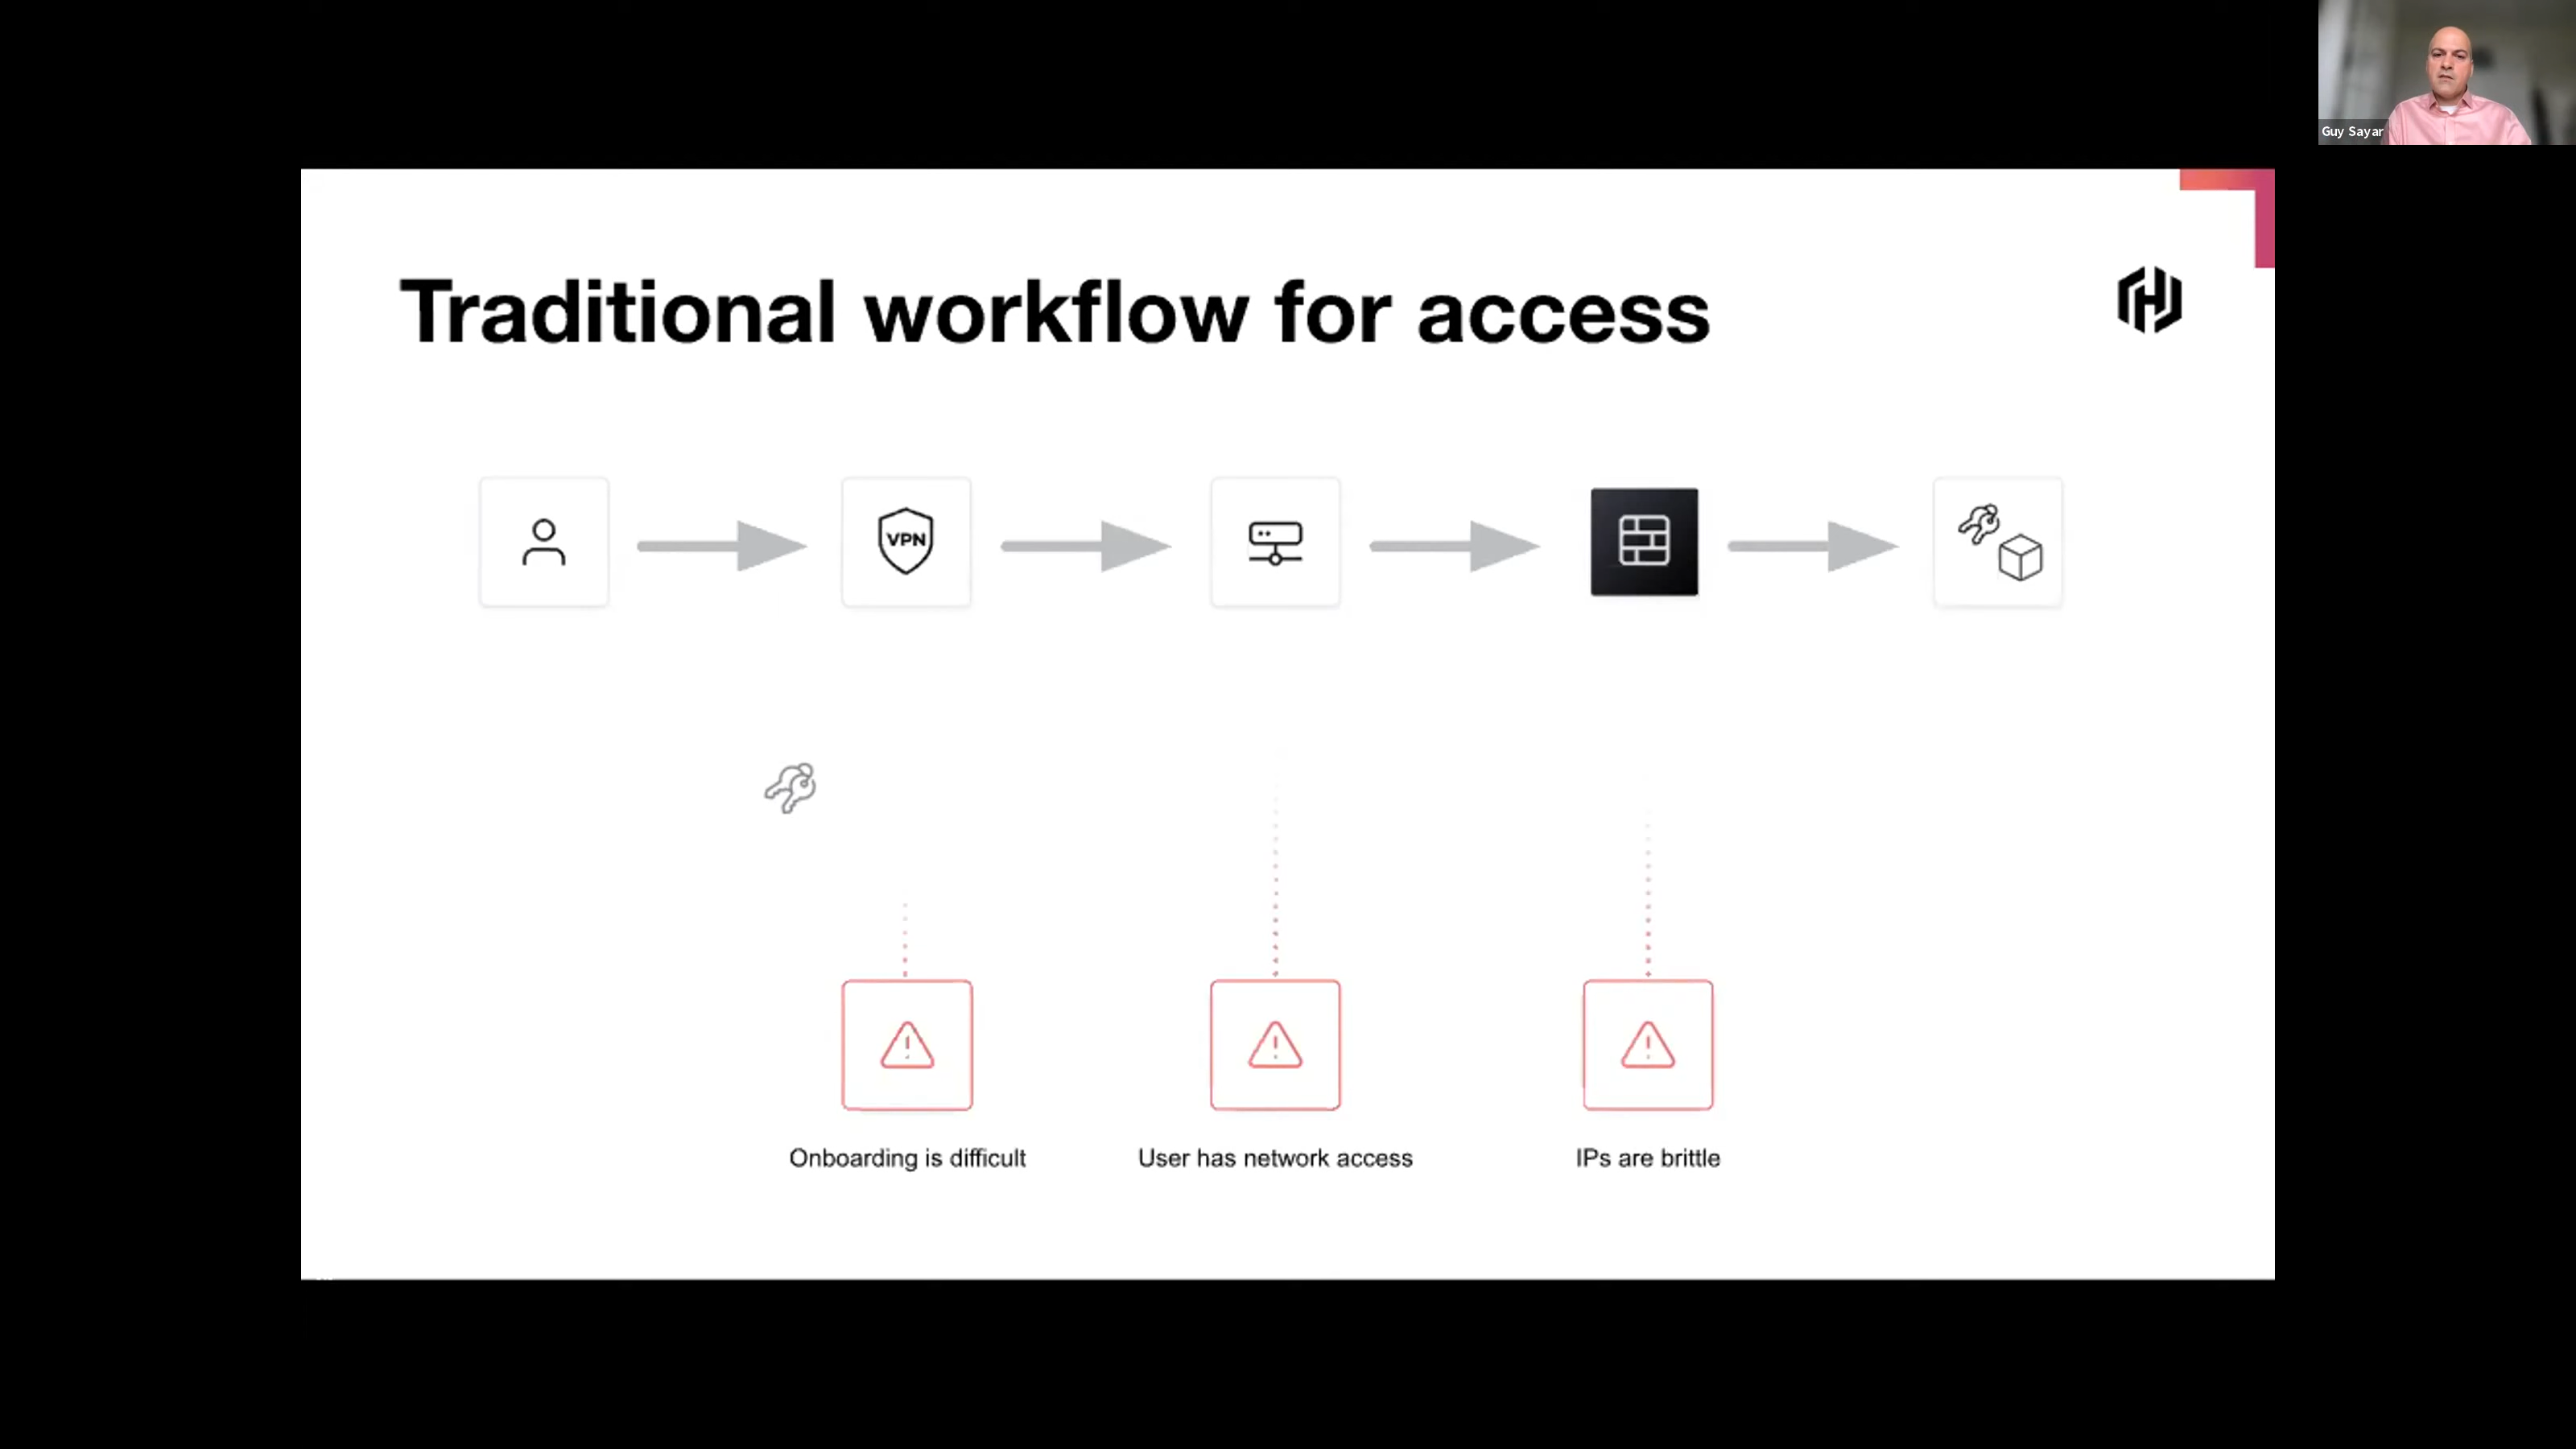 Guy Sayar
Traditional workflow for access
VPN
Onboarding is difficult
User has network access
IPs are brittle